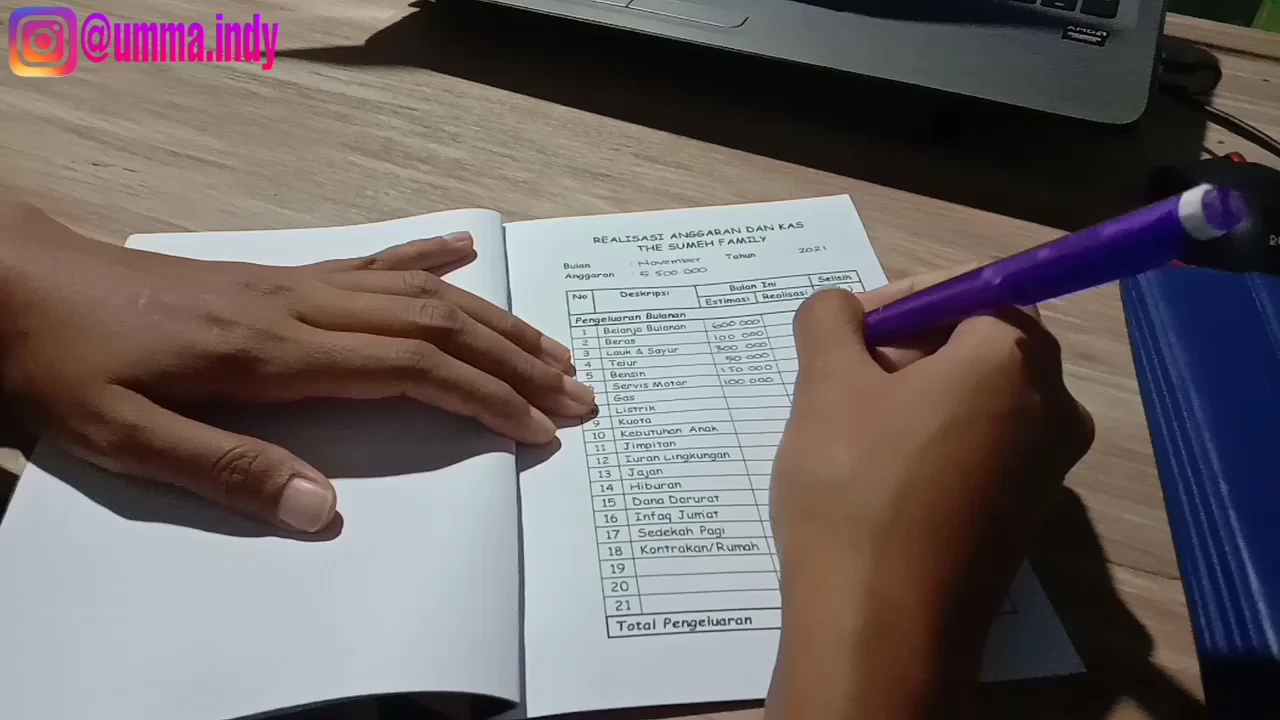 @umma.indy
AMDA
REALISASI ANGGARAN DAN KAS
THE SUMEH FAMILY
Bulan : November Tahun 2021
Anggaran : 5.500.000
No Deskripsi Bulan Ini Selisih
Estimasi Realisasi
Pengeluaran Bulanan
1 Belanja Bulanan 600 000
2 Beras 100 000
3 Lauk & Sayur 300 000
4 Telur 50 000
5 Bensin 150 000
Servis Motor 100 000
Gas
8 Listrik
9 Kuota
10 Kebutuhan Anak
11 Jimpitan
12 Iuran Lingkungan
13 Jajan
14 Hiburan
15 Dana Darurat
16 Infaq Jumat
17 Sedekah Pagi
18 Kontrakan/Rumah
19
20
21
Total Pengeluaran